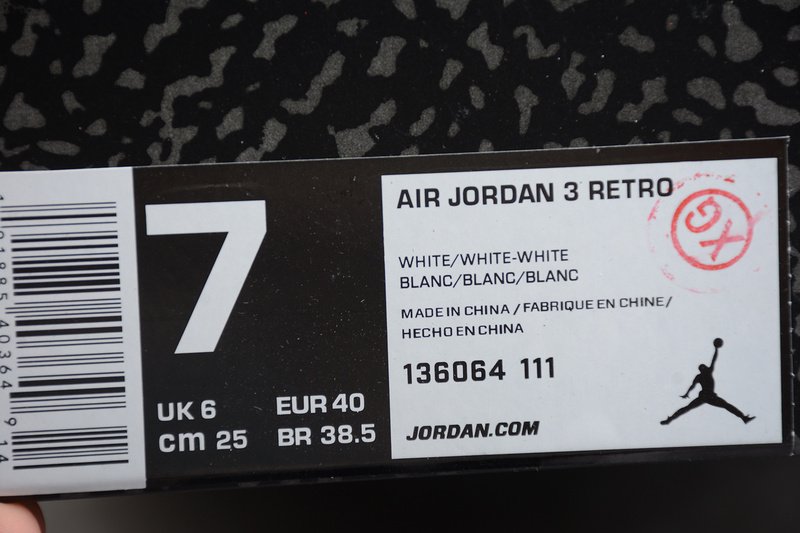 7
UK 6
EUR 40
cm 25
BR 38.5
AIR JORDAN 3 RETRO
WHITE/WHITE-WHITE
BLANC/BLANC/BLANC
MADE IN CHINA / FABRIQUE EN CHINE/
HECHO EN CHINA
136064 111
JORDAN.COM